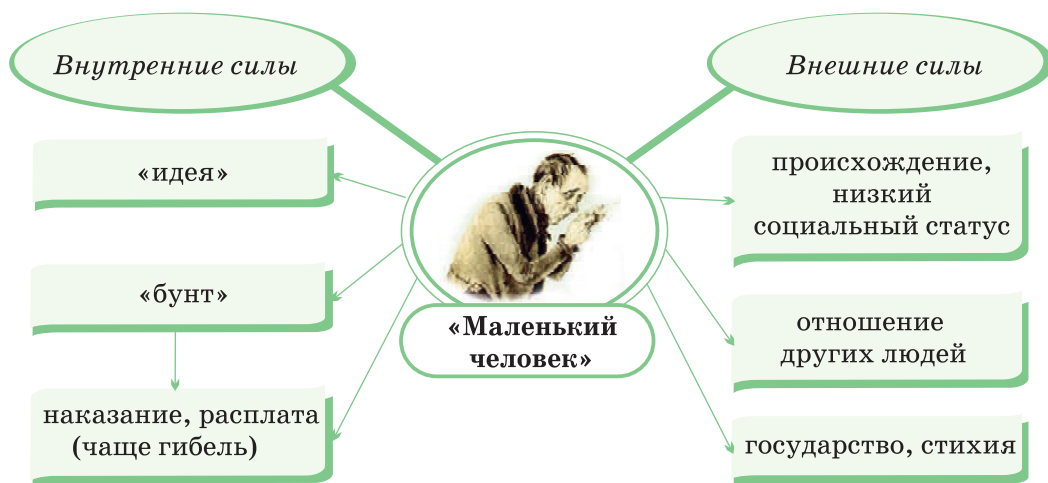 Внутренние силы
Внешние силы
«идея»
«бунт»
наказание, расплата
(чаще гибель)
«Маленький
человек»
происхождение,
низкий
социальный статус
отношение
других людей
государство, стихия